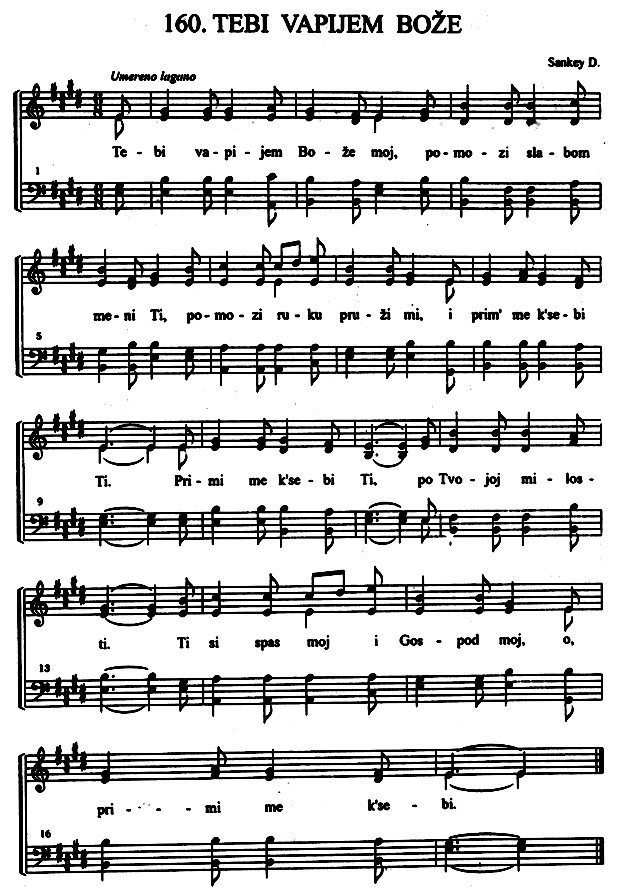 160. TEBI VAPIJEM BOŽE
Sankey D.
Umereno lagano
Te - bi va - pi - jem Bo - že moj, po - mo - zi sla - bom
1
me - ni Ti, po - mo - zi ru - ku pru - ži mi, i prim' me k'se - bi
5
Ti. Pri - mi me k'se - bi Ti, po Tvo - joj mi - los -
9
ti. Ti si spas moj i Gos - pod moj, o,
13
pri - - - mi me k'se - bi.
16